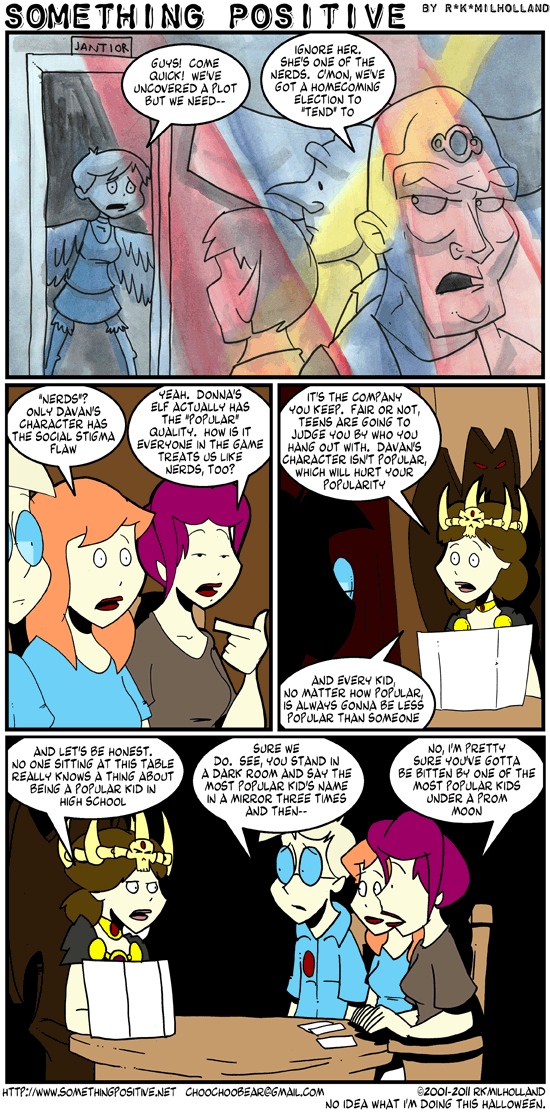 SOMETHING POSITIVE BY R*K*MILHOLLAND
JANTIOR
GUYS! COME
QUICK! WE'VE
UNCOVERED A PLOT
BUT WE NEED--
IGNORE HER.
SHE'S ONE OF THE
NERDS. C'MON, WE'VE
GOT A HOMECOMING
ELECTION TO
"TEND" TO
"NERDS"?
ONLY DAVAN'S
CHARACTER HAS
THE SOCIAL STIGMA
FLAW
YEAH. DONNA'S
ELF ACTUALLY HAS
THE "POPULAR"
QUALITY. HOW IS IT
EVERYONE IN THE GAME
TREATS US LIKE
NERDS, TOO?
IT'S THE COMPANY
YOU KEEP. FAIR OR NOT,
TEENS ARE GOING TO
JUDGE YOU BY WHO YOU
HANG OUT WITH. DAVAN'S
CHARACTER ISN'T POPULAR,
WHICH WILL HURT YOUR
POPULARITY
AND EVERY KID,
NO MATTER HOW POPULAR,
IS ALWAYS GONNA BE LESS
POPULAR THAN SOMEONE
AND LET'S BE HONEST.
NO ONE SITTING AT THIS TABLE
REALLY KNOWS A THING ABOUT
BEING A POPULAR KID IN
HIGH SCHOOL
SURE WE
DO. SEE, YOU STAND IN
A DARK ROOM AND SAY THE
MOST POPULAR KID'S NAME
IN A MIRROR THREE TIMES
AND THEN--
NO, I'M PRETTY
SURE YOU'VE GOTTA
BE BITTEN BY ONE OF THE
MOST POPULAR KIDS
UNDER A PROM
MOON
HTTP://WWW.SOMETHINGPOSITIVE.NET CHOOCHOOBEAR@GMAIL.COM ©2001-2011 RKMILHOLLAND
NO IDEA WHAT I'M DOING THIS HALLOWEEN.